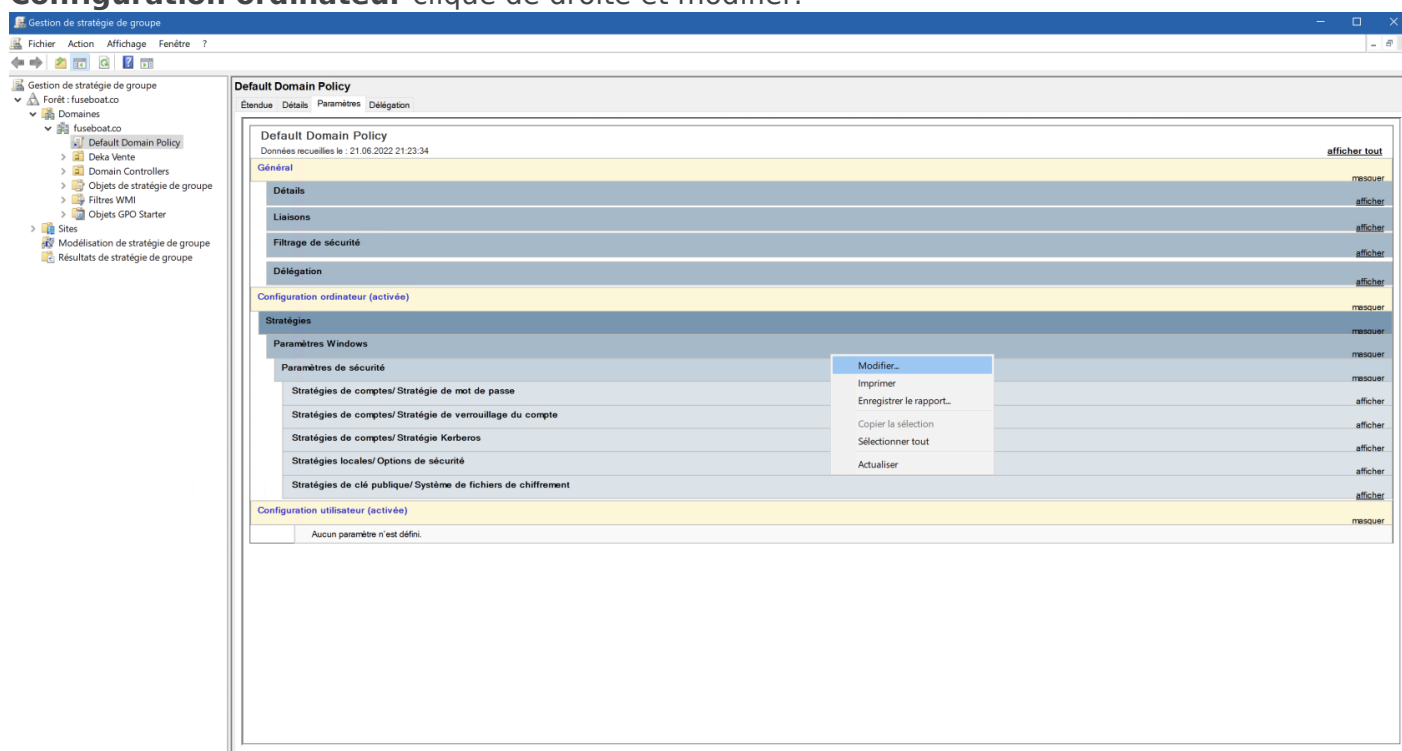 Configuration ordinateur clique de droite et modifier.
Gestion de stratégie de groupe
Fichier Action Affichage Fenêtre ?
Gestion de stratégie de groupe
Forêt : fuseboat.co
Domaines
fuseboat.co
Default Domain Policy
Deka Vente
Domain Controllers
Objets de stratégie de groupe
Filtres WMI
Objets GPO Starter
Sites
Modélisation de stratégie de groupe
Résultats de stratégie de groupe
Default Domain Policy
Étendue Détails Paramètres Délégation
Default Domain Policy
Données recueillies le : 21.06.2022 21:23:34 afficher tout
Général masquer
Détails afficher
Liaisons afficher
Filtrage de sécurité afficher
Délégation afficher
Configuration ordinateur (activée) masquer
Stratégies masquer
Paramètres Windows masquer
Paramètres de sécurité masquer
Stratégies de comptes/Stratégie de mot de passe afficher
Stratégies de comptes/Stratégie de verrouillage du compte afficher
Stratégies de comptes/Stratégie Kerberos afficher
Stratégies locales/Options de sécurité afficher
Stratégies de clé publique/Système de fichiers de chiffrement afficher
Configuration utilisateur (activée) masquer
Aucun paramètre n'est défini.
Modifier...
Imprimer
Enregistrer le rapport...
Copier la sélection
Sélectionner tout
Actualiser